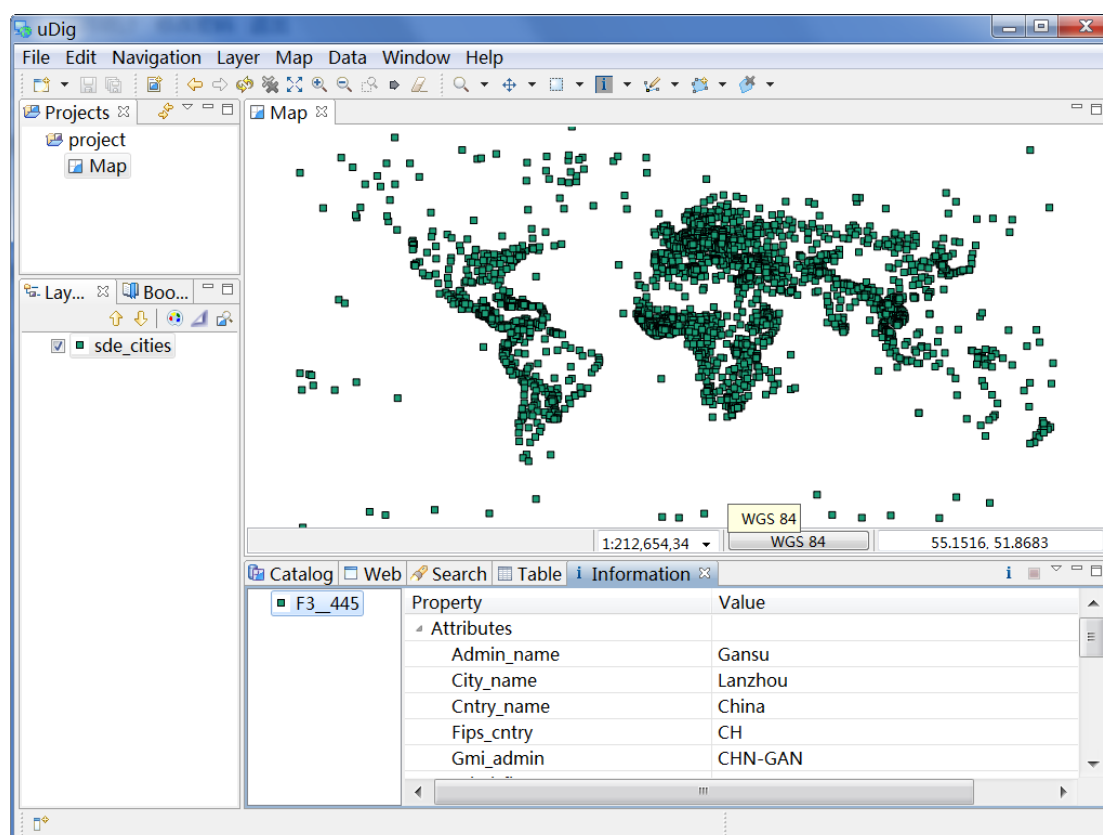 uDig
File Edit Navigation Layer Map Data Window Help
Projects
project
Map
Map
Lay... Boo...
sde_cities
WGS 84
1:212,654,34 WGS 84 55.1516, 51.8683
Catalog Web Search Table Information
F3__445
Property Value
Attributes
Admin_name Gansu
City_name Lanzhou
Cntry_name China
Fips_cntry CH
Gmi_admin CHN-GAN